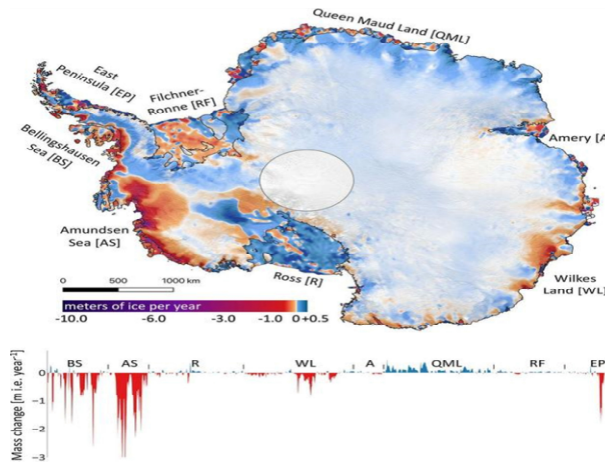 Queen Maud Land [QML]
East
Peninsula [EP]
Filchner-
Ronne [RF]
Bellingshausen
Sea [BS]
Amery [A
Amundsen
Sea [AS]
Ross [R]
Wilkes
Land [WL]
0 500 1000 km
meters of ice per year
-10.0 -6.0 -3.0 -1.0 0 +0.5
BS AS R WL A QML RF EP
Mass change [m i.e. year⁻¹]
0
-1
-2
-3